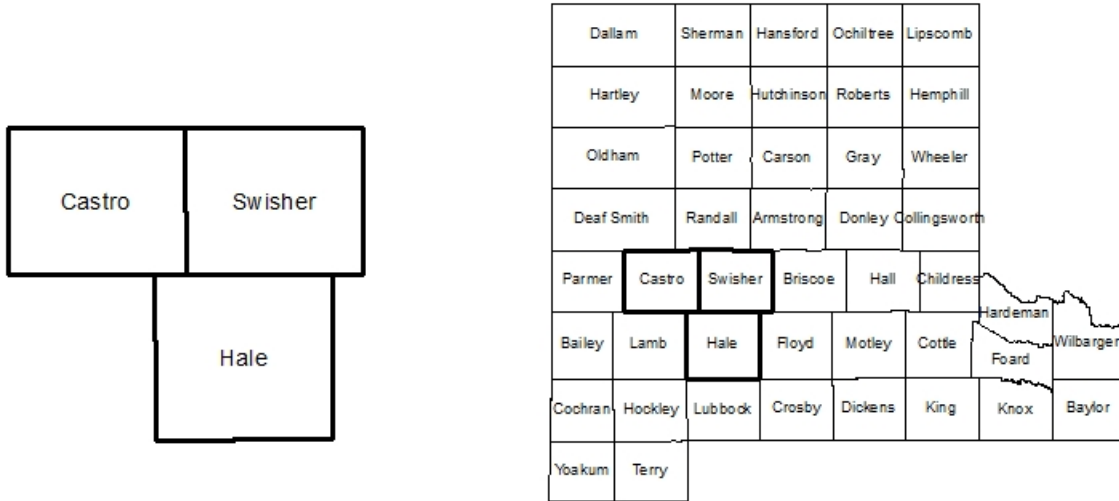 Castro
Swisher
Hale
Dallam
Sherman
Hansford
Ochiltree
Lipscomb
Hartley
Moore
Hutchinson
Roberts
Hemphill
Oldham
Potter
Carson
Gray
Wheeler
Deaf Smith
Randall
Armstrong
Donley
Collingsworth
Parmer
Castro
Swisher
Briscoe
Hall
Childress
Hardeman
Bailey
Lamb
Hale
Floyd
Motley
Cottle
Foard
Wilbarger
Cochran
Hockley
Lubbock
Crosby
Dickens
King
Knox
Baylor
Yoakum
Terry